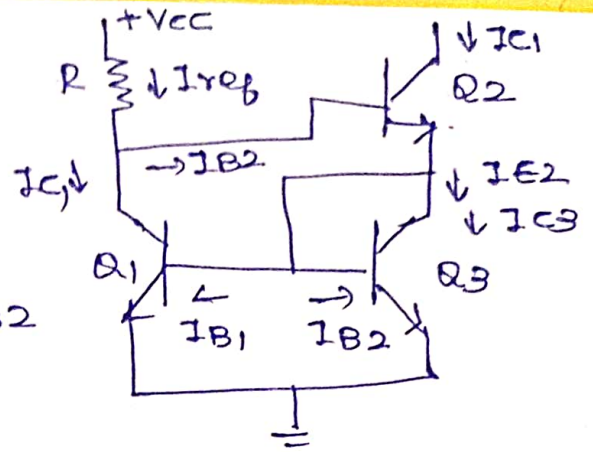 +Vcc
R ↓ Iref
↓ IC1
Q2
→ IB2
IC1 ↓
↓ IE2
↓ IC3
Q1
Q3
2
←
→
IB1
IB2